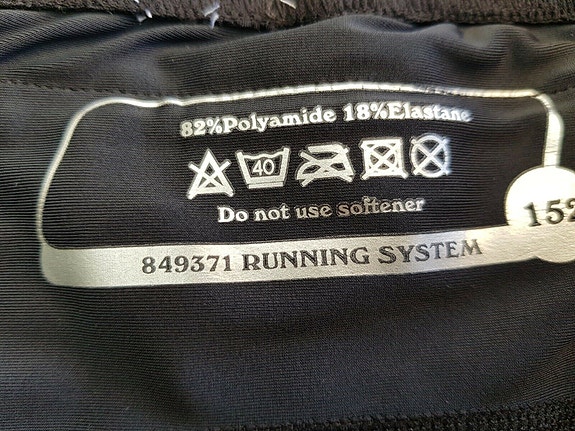 82%Polyamide 18%Elastane
40
Do not use softener
152
849371 RUNNING SYSTEM